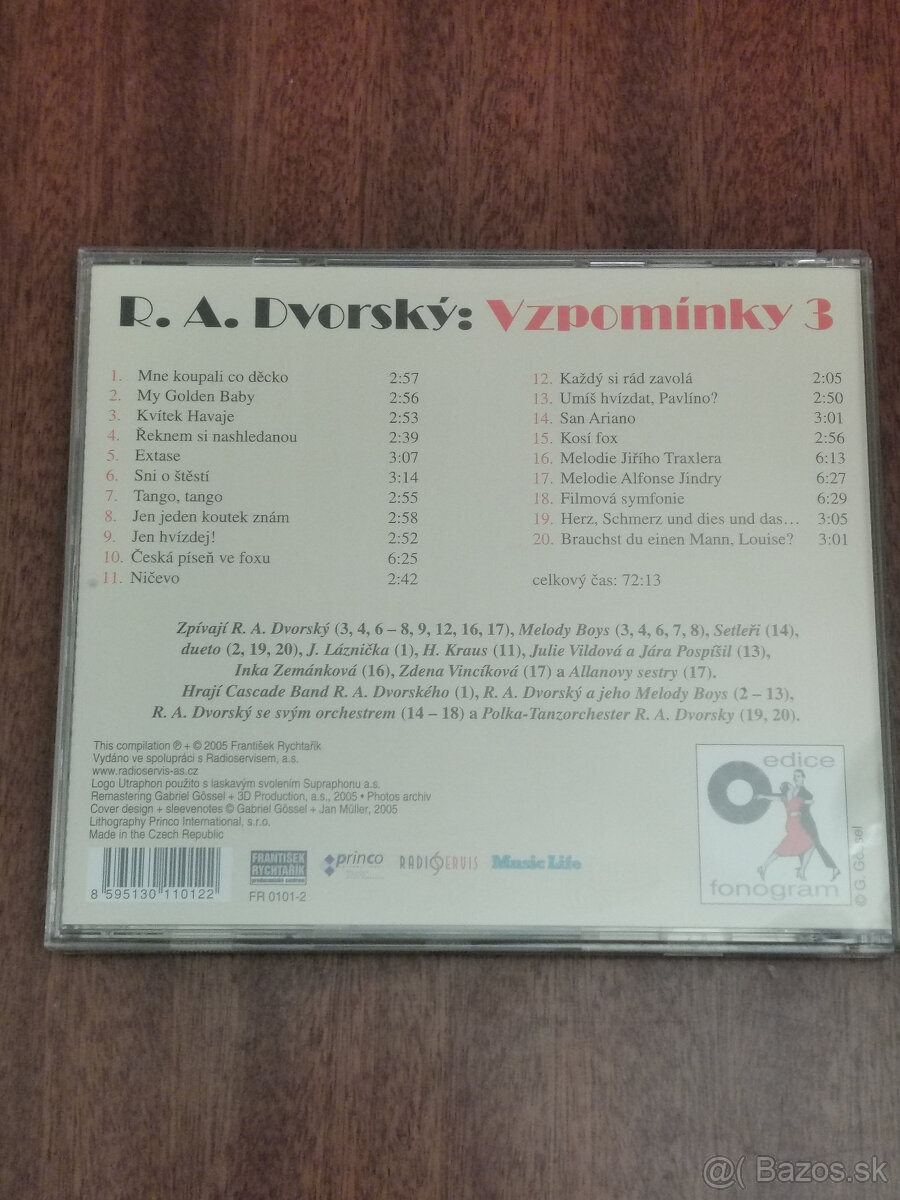 R. A. Dvorský: Vzpomínky 3
1. Mne koupali co děcko 2:57
2. My Golden Baby 2:56
3. Kvítek Havaje 2:53
4. Řeknem si nashledanou 2:39
5. Extase 3:07
6. Sni o štěstí 3:14
7. Tango, tango 2:55
8. Jen jeden koutek znám 2:58
9. Jen hvízdej! 2:52
10. Česká píseň ve foxu 6:25
11. Ničevo 2:42
12. Každý si rád zavolá 2:05
13. Umíš hvízdat, Pavlíno? 2:50
14. San Ariano 3:01
15. Kosí fox 2:56
16. Melodie Jiřího Traxlera 6:13
17. Melodie Alfonse Jindry 6:27
18. Filmová symfonie 6:29
19. Herz, Schmerz und dies und das... 3:05
20. Brauchst du einen Mann, Louise? 3:01
celkový čas: 72:13
Zpívají R. A. Dvorský (3, 4, 6 – 8, 9, 12, 16, 17), Melody Boys (3, 4, 6, 7, 8), Setleři (14),
dueto (2, 19, 20), J. Láznička (1), H. Kraus (11), Julie Vildová a Jára Pospíšil (13),
Inka Zemánková (16), Zdena Vincíková (17) a Allanovy sestry (17).
Hrají Cascade Band R. A. Dvorského (1), R. A. Dvorský a jeho Melody Boys (2 – 13),
R. A. Dvorský se svým orchestrem (14 – 18) a Polka-Tanzorchester R. A. Dvorsky (19, 20).
This compilation ℗ + © 2005 František Rychtařík
Vydáno ve spolupráci s Radioservisem, a.s.
www.radioservis-as.cz
Logo Utraphon použito s laskavým svolením Supraphonu a.s.
Remastering Gabriel Gössel + 3D Production, a.s., 2005 • Photos archiv
Cover design + sleevenotes © Gabriel Gössel + Jan Müller, 2005
Lithography Princo International, s.r.o.
Made in the Czech Republic
8 595130 110122
FRANTIŠEK
RYCHTAŘÍK
FR 0101-2
princo
RADIOSERVIS
Music Life
edice
fonogram
© G. Gössel
@( Bazos.sk